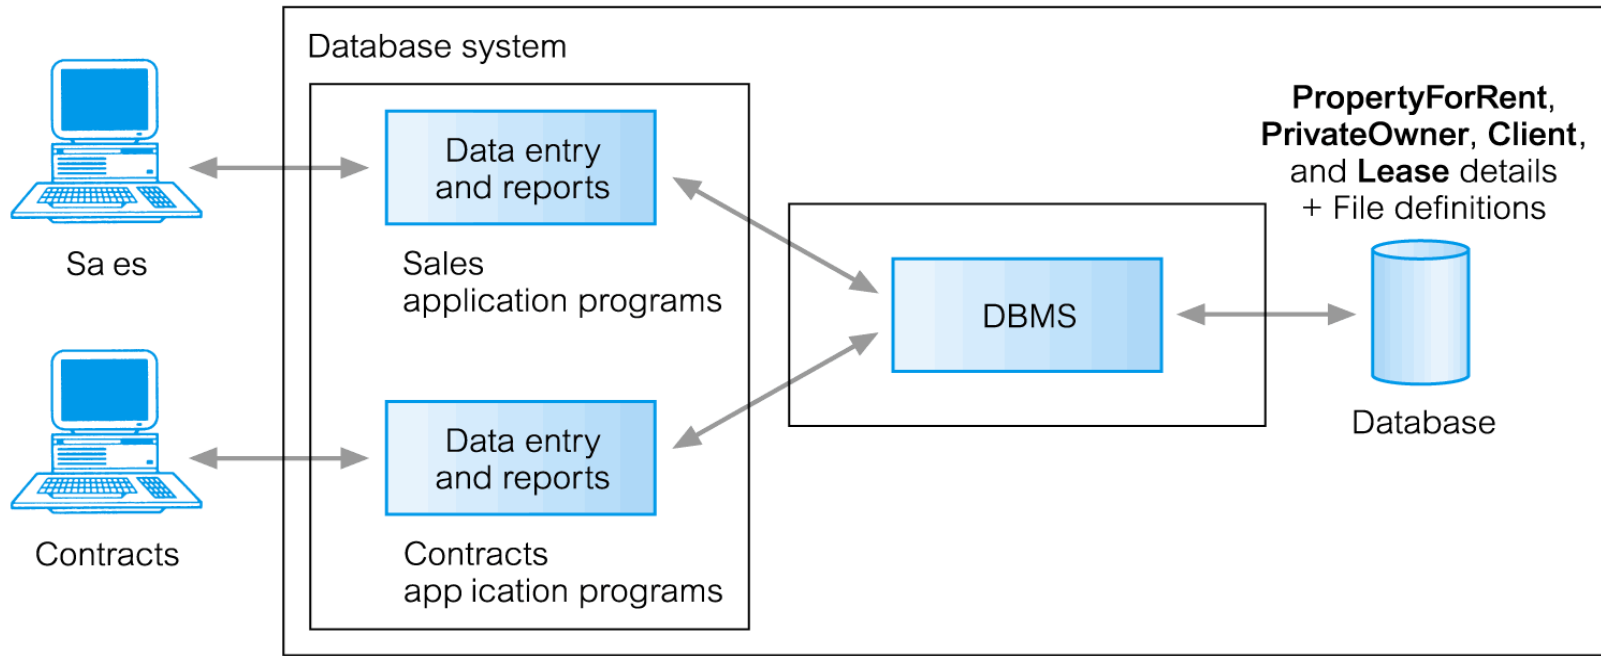 Database system
PropertyForRent,
PrivateOwner, Client,
and Lease details
+ File definitions
Data entry
and reports
Sa es
Sales
application programs
DBMS
Database
Data entry
and reports
Contracts
Contracts
app ication programs